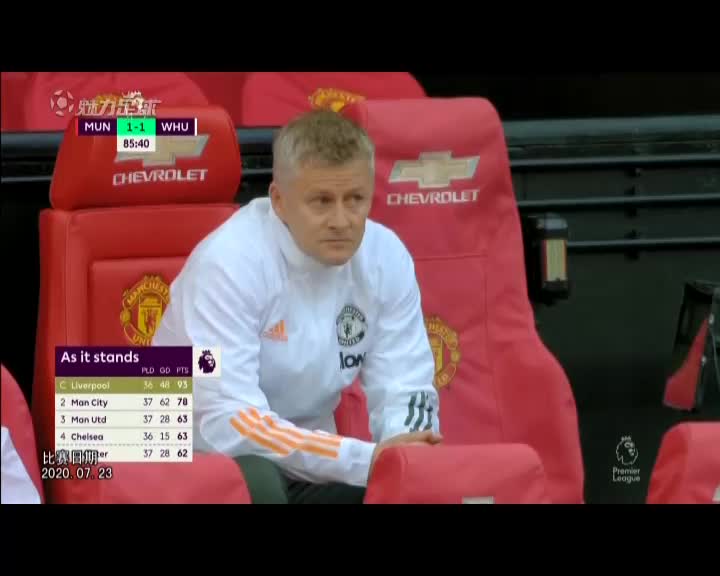 魅力足球
MUN 1-1 WHU
85:40
CHEVROLET
CHEVROLET
MANCHESTER
UNITED
As it stands
PLD GD PTS
C Liverpool 36 48 93
2 Man City 37 62 78
3 Man Utd 37 28 63
4 Chelsea 36 15 63
37 28 62
比赛日期
2020.07.23
Premier
League